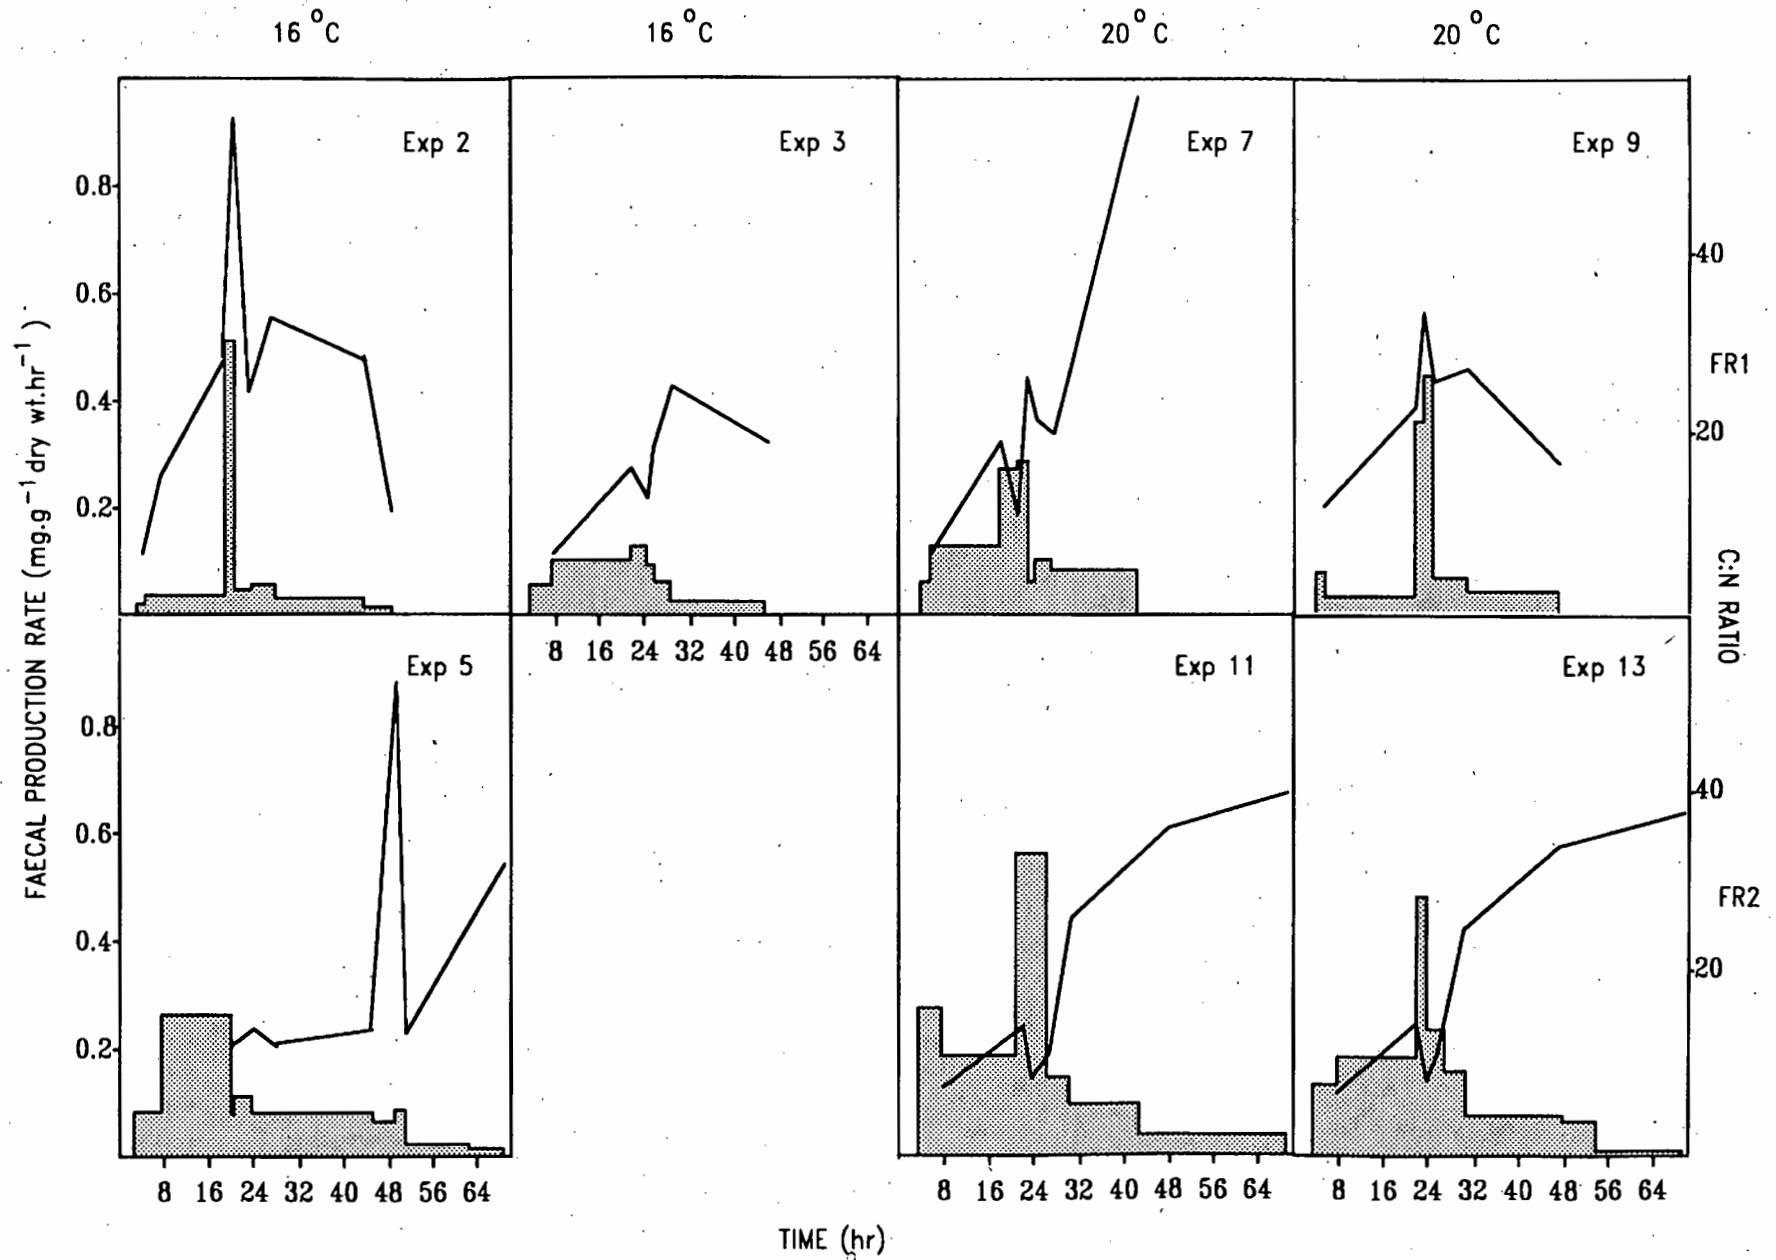 16 °C 16 °C 20 °C 20 °C
Exp 2 Exp 3 Exp 7 Exp 9
0.8
0.6
0.4
0.2
40
20
FR1
8 16 24 32 40 48 56 64
FAECAL PRODUCTION RATE (mg.g⁻¹ dry wt.hr⁻¹)
C:N RATIO
Exp 5 Exp 11 Exp 13
0.8
0.6
0.4
0.2
40
20
FR2
8 16 24 32 40 48 56 64
8 16 24 32 40 48 56 64
8 16 24 32 40 48 56 64
TIME (hr)